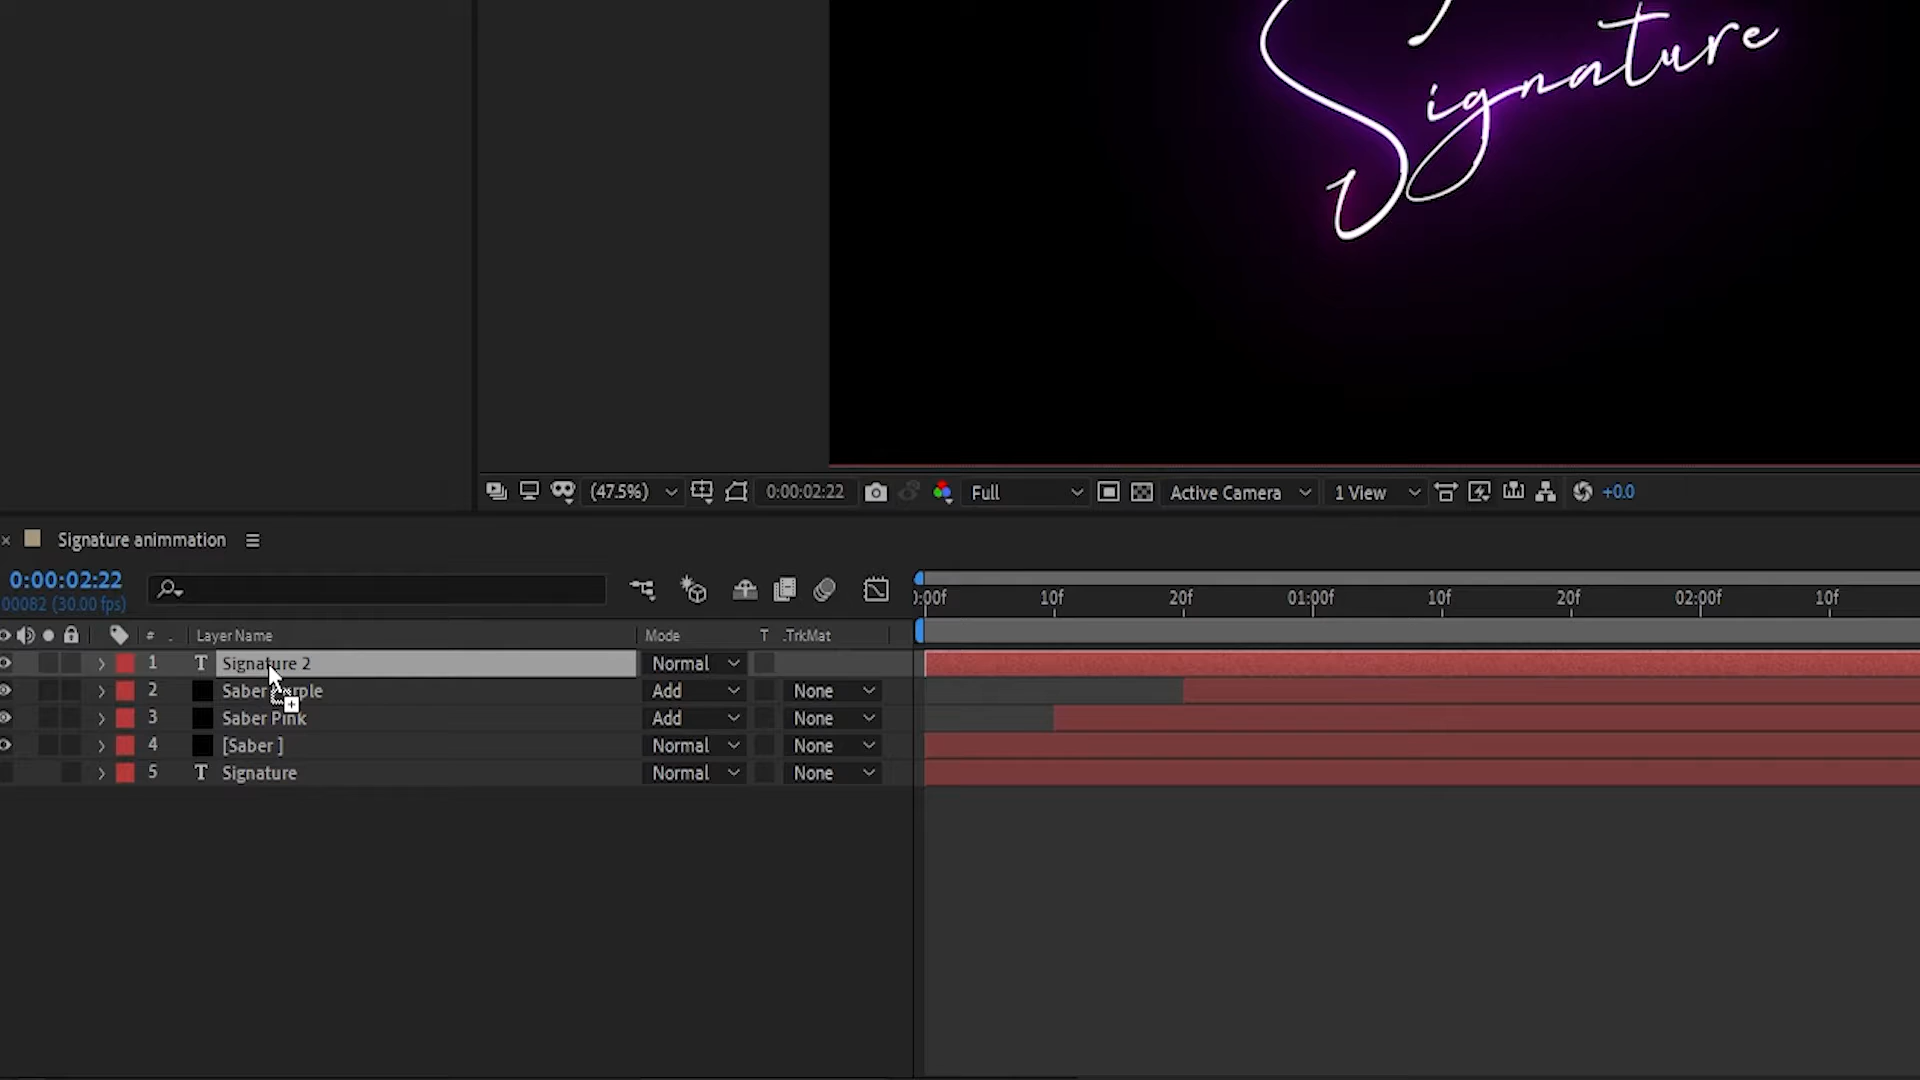 Signature
(47.5%) 0:00:02:22 Full Active Camera 1 View +0.0
Signature animmation
0:00:02:22
00082 (30.00 fps)
0:00f 10f 20f 01:00f 10f 20f 02:00f 10f
# Layer Name Mode T .TrkMat
1 T Signature 2 Normal
2 Saber Purple Add None
3 Saber Pink Add None
4 [Saber ] Normal None
5 T Signature Normal None